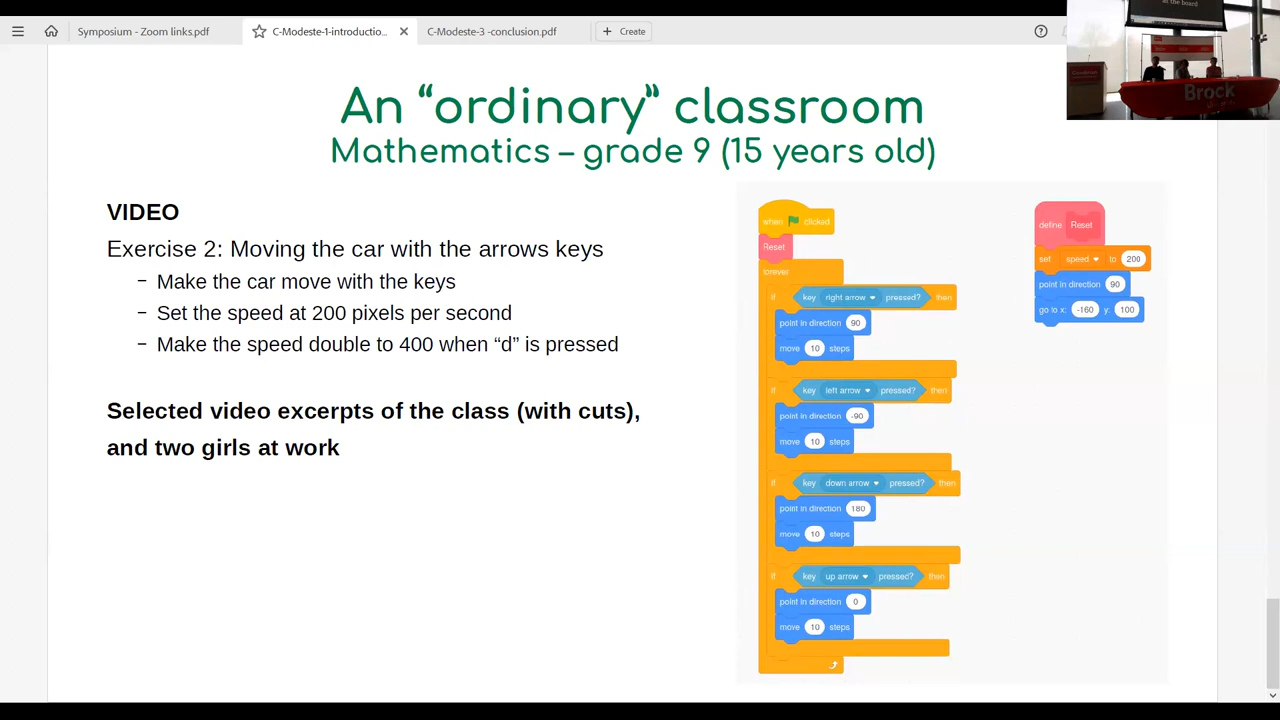 Symposium - Zoom links.pdf
C-Modeste-1-introductio...
C-Modeste-3 -conclusion.pdf
Create
at the board
Brock
An “ordinary” classroom
Mathematics – grade 9 (15 years old)
VIDEO
Exercise 2: Moving the car with the arrows keys
- Make the car move with the keys
- Set the speed at 200 pixels per second
- Make the speed double to 400 when “d” is pressed
Selected video excerpts of the class (with cuts),
and two girls at work
when clicked
Reset
forever
if key right arrow pressed? then
point in direction 90
move 10 steps
if key left arrow pressed? then
point in direction -90
move 10 steps
if key down arrow pressed? then
point in direction 180
move 10 steps
if key up arrow pressed? then
point in direction 0
move 10 steps
define Reset
set speed to 200
point in direction 90
go to x: -160 y: 100